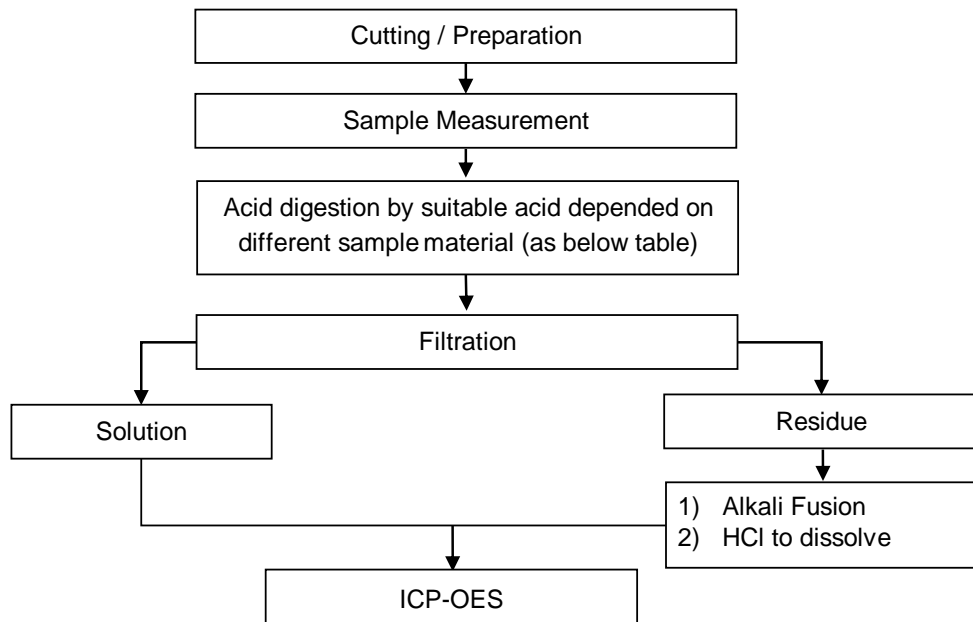 Cutting / Preparation
Sample Measurement
Acid digestion by suitable acid depended on
different sample material (as below table)
Filtration
Solution
Residue
1) Alkali Fusion
2) HCl to dissolve
ICP-OES